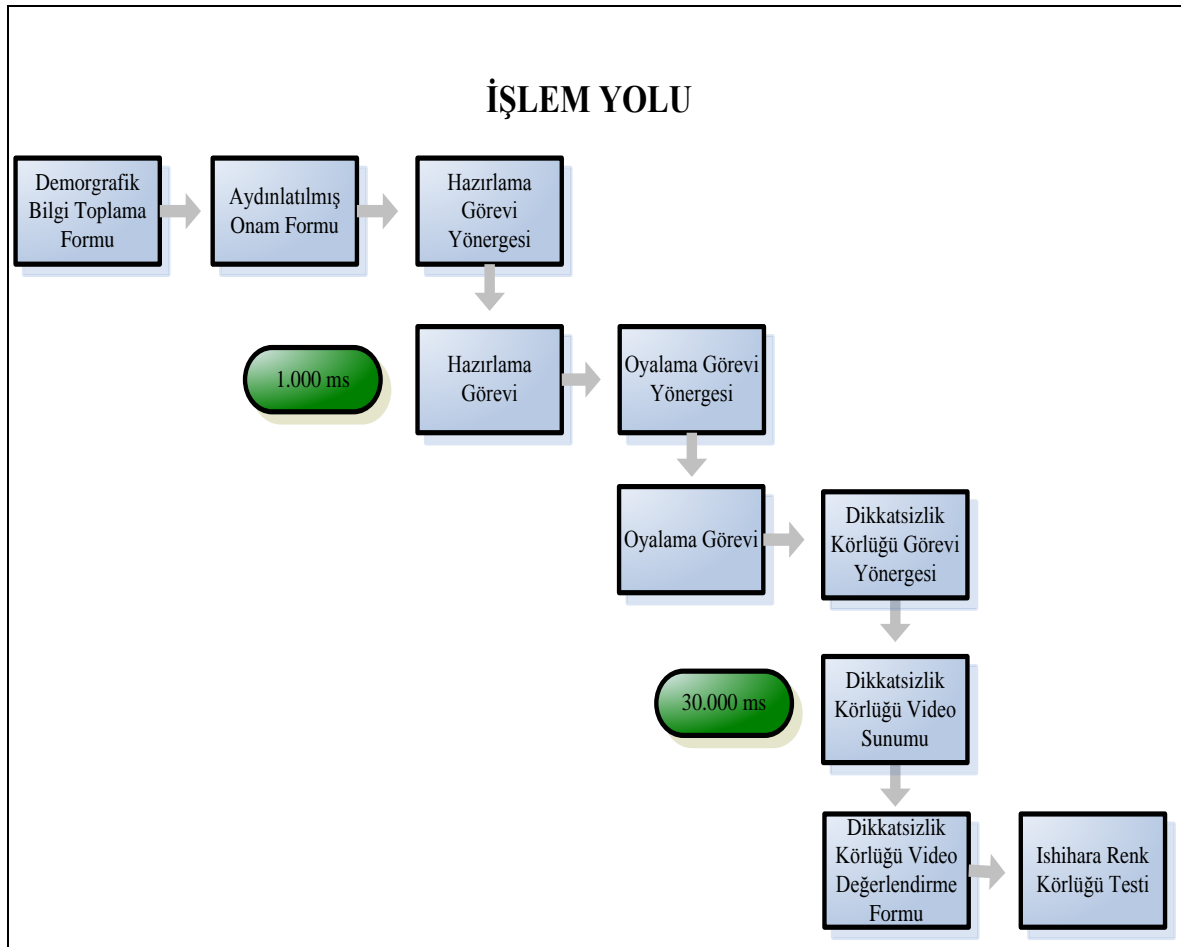 İŞLEM YOLU
Demorgrafik
Bilgi Toplama
Formu
Aydınlatılmış
Onam Formu
Hazırlama
Görevi
Yönergesi
1.000 ms
Hazırlama
Görevi
Oyalama Görevi
Yönergesi
Oyalama Görevi
Dikkatsizlik
Körlüğü Görevi
Yönergesi
30.000 ms
Dikkatsizlik
Körlüğü Video
Sunumu
Dikkatsizlik
Körlüğü Video
Değerlendirme
Formu
Ishihara Renk
Körlüğü Testi